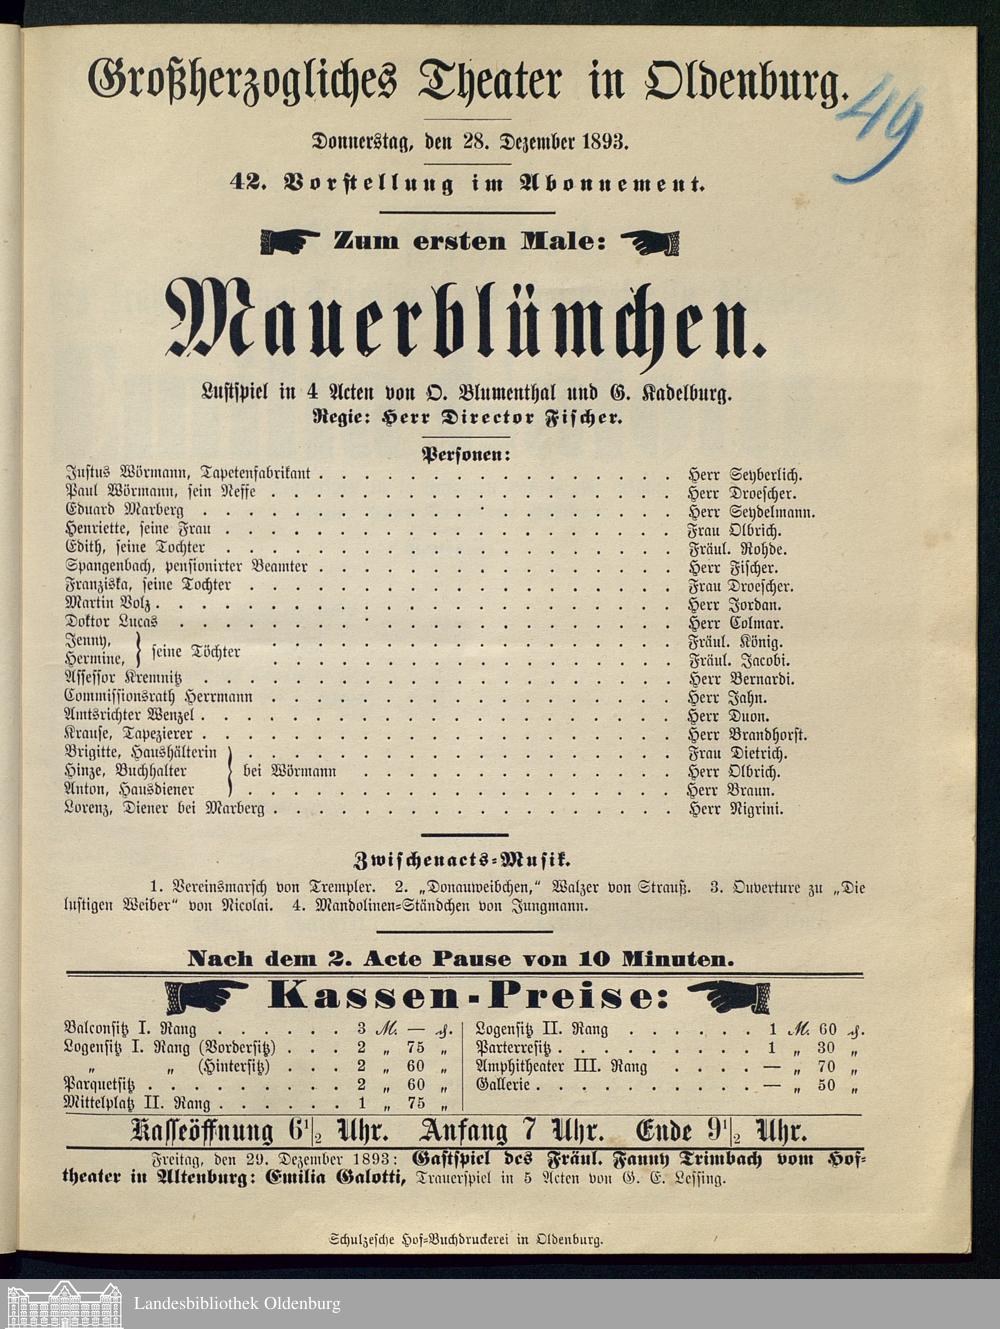 Großherzogliches Theater in Oldenburg.
49
Donnerstag, den 28. Dezember 1893.
42. Vorstellung im Abonnement.
Zum ersten Male:
Mauerblümchen.
Lustspiel in 4 Acten von O. Blumenthal und G. Kadelburg.
Regie: Herr Director Fischer.
Personen:
Justus Wörmann, Tapetenfabrikant . . . . . . . . . . . . . . . . Herr Seyberlich.
Paul Wörmann, sein Neffe . . . . . . . . . . . . . . . . . . Herr Droescher.
Eduard Marberg . . . . . . . . . . . . . . . . . . . . . Herr Seydelmann.
Henriette, seine Frau . . . . . . . . . . . . . . . . . . . . Frau Olbrich.
Edith, seine Tochter . . . . . . . . . . . . . . . . . . . . Fräul. Rohde.
Spangenbach, pensionirter Beamter . . . . . . . . . . . . . . . . Herr Fischer.
Franziska, seine Tochter . . . . . . . . . . . . . . . . . . . Frau Droescher.
Martin Volz . . . . . . . . . . . . . . . . . . . . . . . Herr Jordan.
Doktor Lucas . . . . . . . . . . . . . . . . . . . . . . Herr Colmar.
Jenny, } seine Töchter . . . . . . . . . . . . . . . . . . Fräul. König.
Hermine, . . . . . . . . . . . . . . . . . . Fräul. Jacobi.
Assessor Kremnitz . . . . . . . . . . . . . . . . . . . . . Herr Bernardi.
Commissionsrath Herrmann . . . . . . . . . . . . . . . . . . Herr Jahn.
Amtsrichter Wenzel . . . . . . . . . . . . . . . . . . . . . Herr Duon.
Krause, Tapezierer . . . . . . . . . . . . . . . . . . . . . Herr Brandhorst.
Brigitte, Haushälterin . . . . . . . . . . . . . . . . . . . Frau Dietrich.
Hinze, Buchhalter } bei Wörmann . . . . . . . . . . . . . . Herr Olbrich.
Anton, Hausdiener . . . . . . . . . . . . . . . . . . . Herr Braun.
Lorenz, Diener bei Marberg . . . . . . . . . . . . . . . . . . Herr Nigrini.
Zwischenacts-Musik.
1. Vereinsmarsch von Trempler. 2. „Donauweibchen,“ Walzer von Strauß. 3. Ouverture zu „Die
lustigen Weiber“ von Nicolai. 4. Mandolinen-Ständchen von Jungmann.
Nach dem 2. Acte Pause von 10 Minuten.
Kassen-Preise:
Balconsitz I. Rang . . . . . . 3 M. — ₰.
Logensitz I. Rang (Vordersitz) . . . 2 „ 75 „
„ „ (Hintersitz) . . . 2 „ 60 „
Parquetsitz . . . . . . . . . 2 „ 60 „
Mittelplatz II. Rang . . . . . . 1 „ 75 „
Logensitz II. Rang . . . . . . 1 M. 60 ₰.
Parterresitz . . . . . . . . . 1 „ 30 „
Amphitheater III. Rang . . . . — „ 70 „
Gallerie . . . . . . . . . . — „ 50 „
Kasseöffnung 6 1/2 Uhr. Anfang 7 Uhr. Ende 9 1/2 Uhr.
Freitag, den 29. Dezember 1893: Gastspiel des Fräul. Fanny Trimbach vom Hof-
theater in Altenburg: Emilia Galotti, Trauerspiel in 5 Acten von G. E. Lessing.
Schulzesche Hof-Buchdruckerei in Oldenburg.
Landesbibliothek Oldenburg